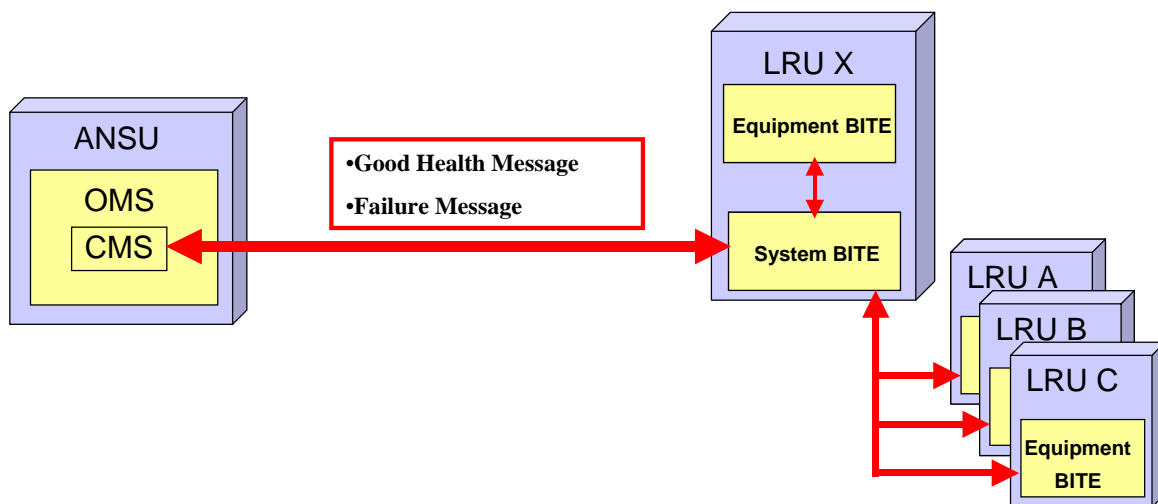 ANSU
OMS
CMS
•Good Health Message
•Failure Message
LRU X
Equipment BITE
System BITE
LRU A
LRU B
LRU C
Equipment
BITE